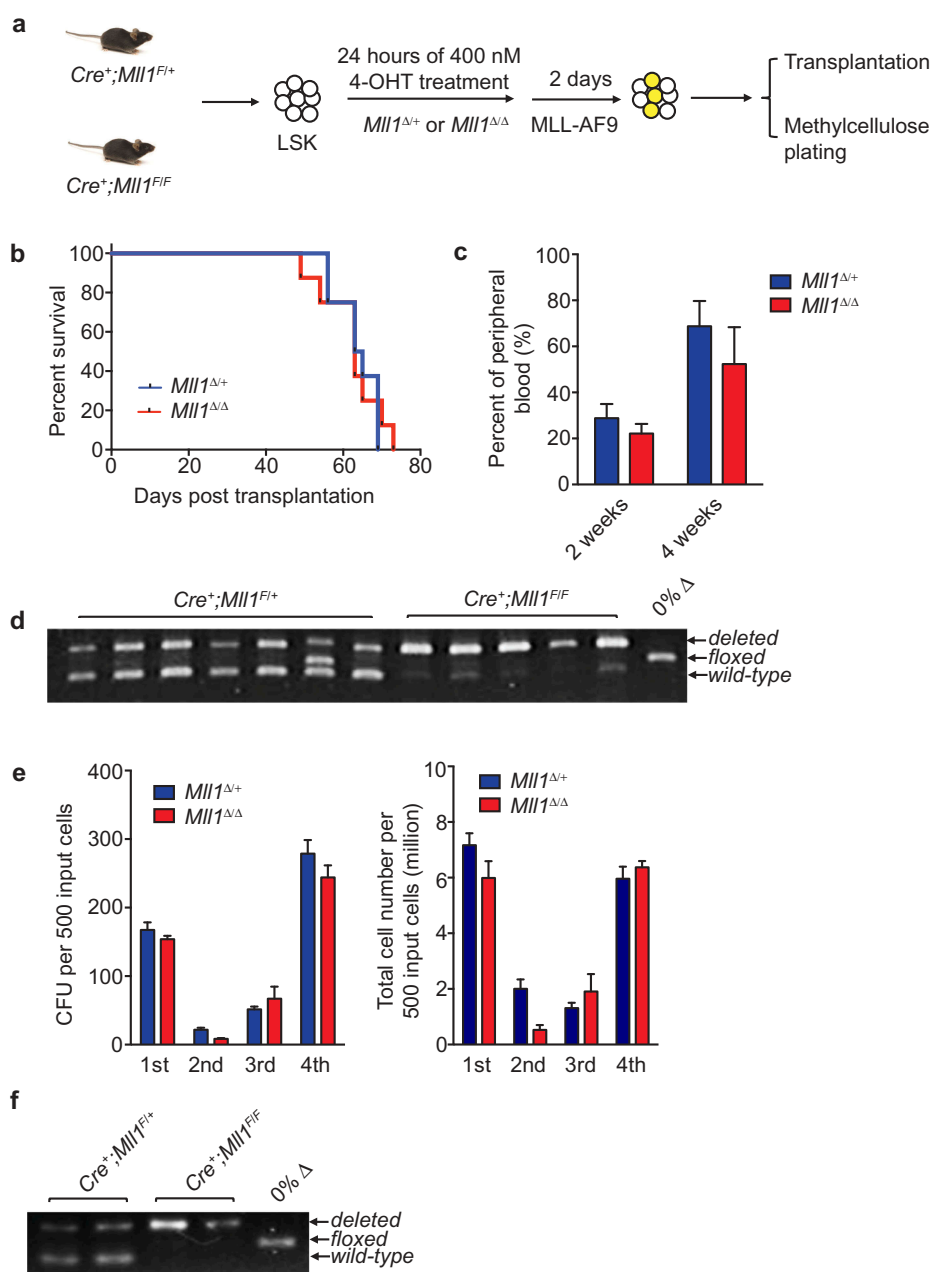 a
Cre⁺;Mll1ᶠ/⁺
Cre⁺;Mll1ᶠ/ᶠ
LSK
24 hours of 400 nM
4-OHT treatment
Mll1Δ/+ or Mll1Δ/Δ
2 days
MLL-AF9
Transplantation
Methylcellulose
plating
b
Percent survival
100
80
60
40
20
0
Mll1Δ/+
Mll1Δ/Δ
0
20
40
60
80
Days post transplantation
c
Percent of peripheral
blood (%)
100
80
60
40
20
0
Mll1Δ/+
Mll1Δ/Δ
2 weeks
4 weeks
d
Cre⁺;Mll1ᶠ/⁺
Cre⁺;Mll1ᶠ/ᶠ
0% Δ
deleted
floxed
wild-type
e
CFU per 500 input cells
400
300
200
100
0
Mll1Δ/+
Mll1Δ/Δ
1st 2nd 3rd 4th
Total cell number per
500 input cells (million)
10
8
6
4
2
0
Mll1Δ/+
Mll1Δ/Δ
1st 2nd 3rd 4th
f
Cre⁺;Mll1ᶠ/⁺
Cre⁺;Mll1ᶠ/ᶠ
0% Δ
deleted
floxed
wild-type